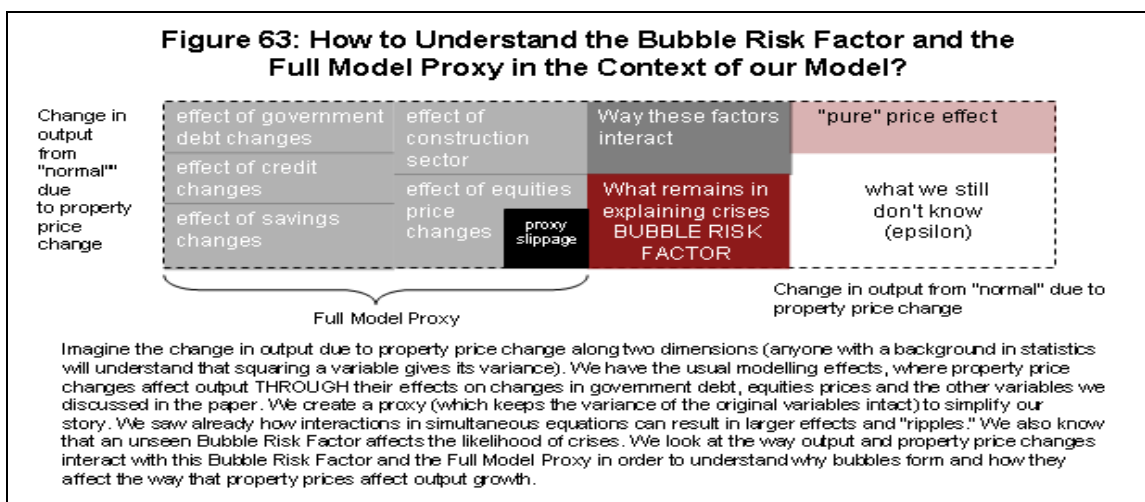 Figure 63: How to Understand the Bubble Risk Factor and the
Full Model Proxy in the Context of our Model?
Change in
output
from
"normal""
due
to property
price
change
effect of government
debt changes
effect of credit
changes
effect of savings
changes
effect of
construction
sector
effect of equities
price
changes
proxy
slippage
Way these factors
interact
What remains in
explaining crises
BUBBLE RISK
FACTOR
"pure" price effect
what we still
don't know
(epsilon)
Change in output from "normal" due to
property price change
Full Model Proxy
Imagine the change in output due to property price change along two dimensions (anyone with a background in statistics
will understand that squaring a variable gives its variance). We have the usual modelling effects, where property price
changes affect output THROUGH their effects on changes in government debt, equities prices and the other variables we
discussed in the paper. We create a proxy (which keeps the variance of the original variables intact) to simplify our
story. We saw already how interactions in simultaneous equations can result in larger effects and "ripples." We also know
that an unseen Bubble Risk Factor affects the likelihood of crises. We look at the way output and property price changes
interact with this Bubble Risk Factor and the Full Model Proxy in order to understand why bubbles form and how they
affect the way that property prices affect output growth.